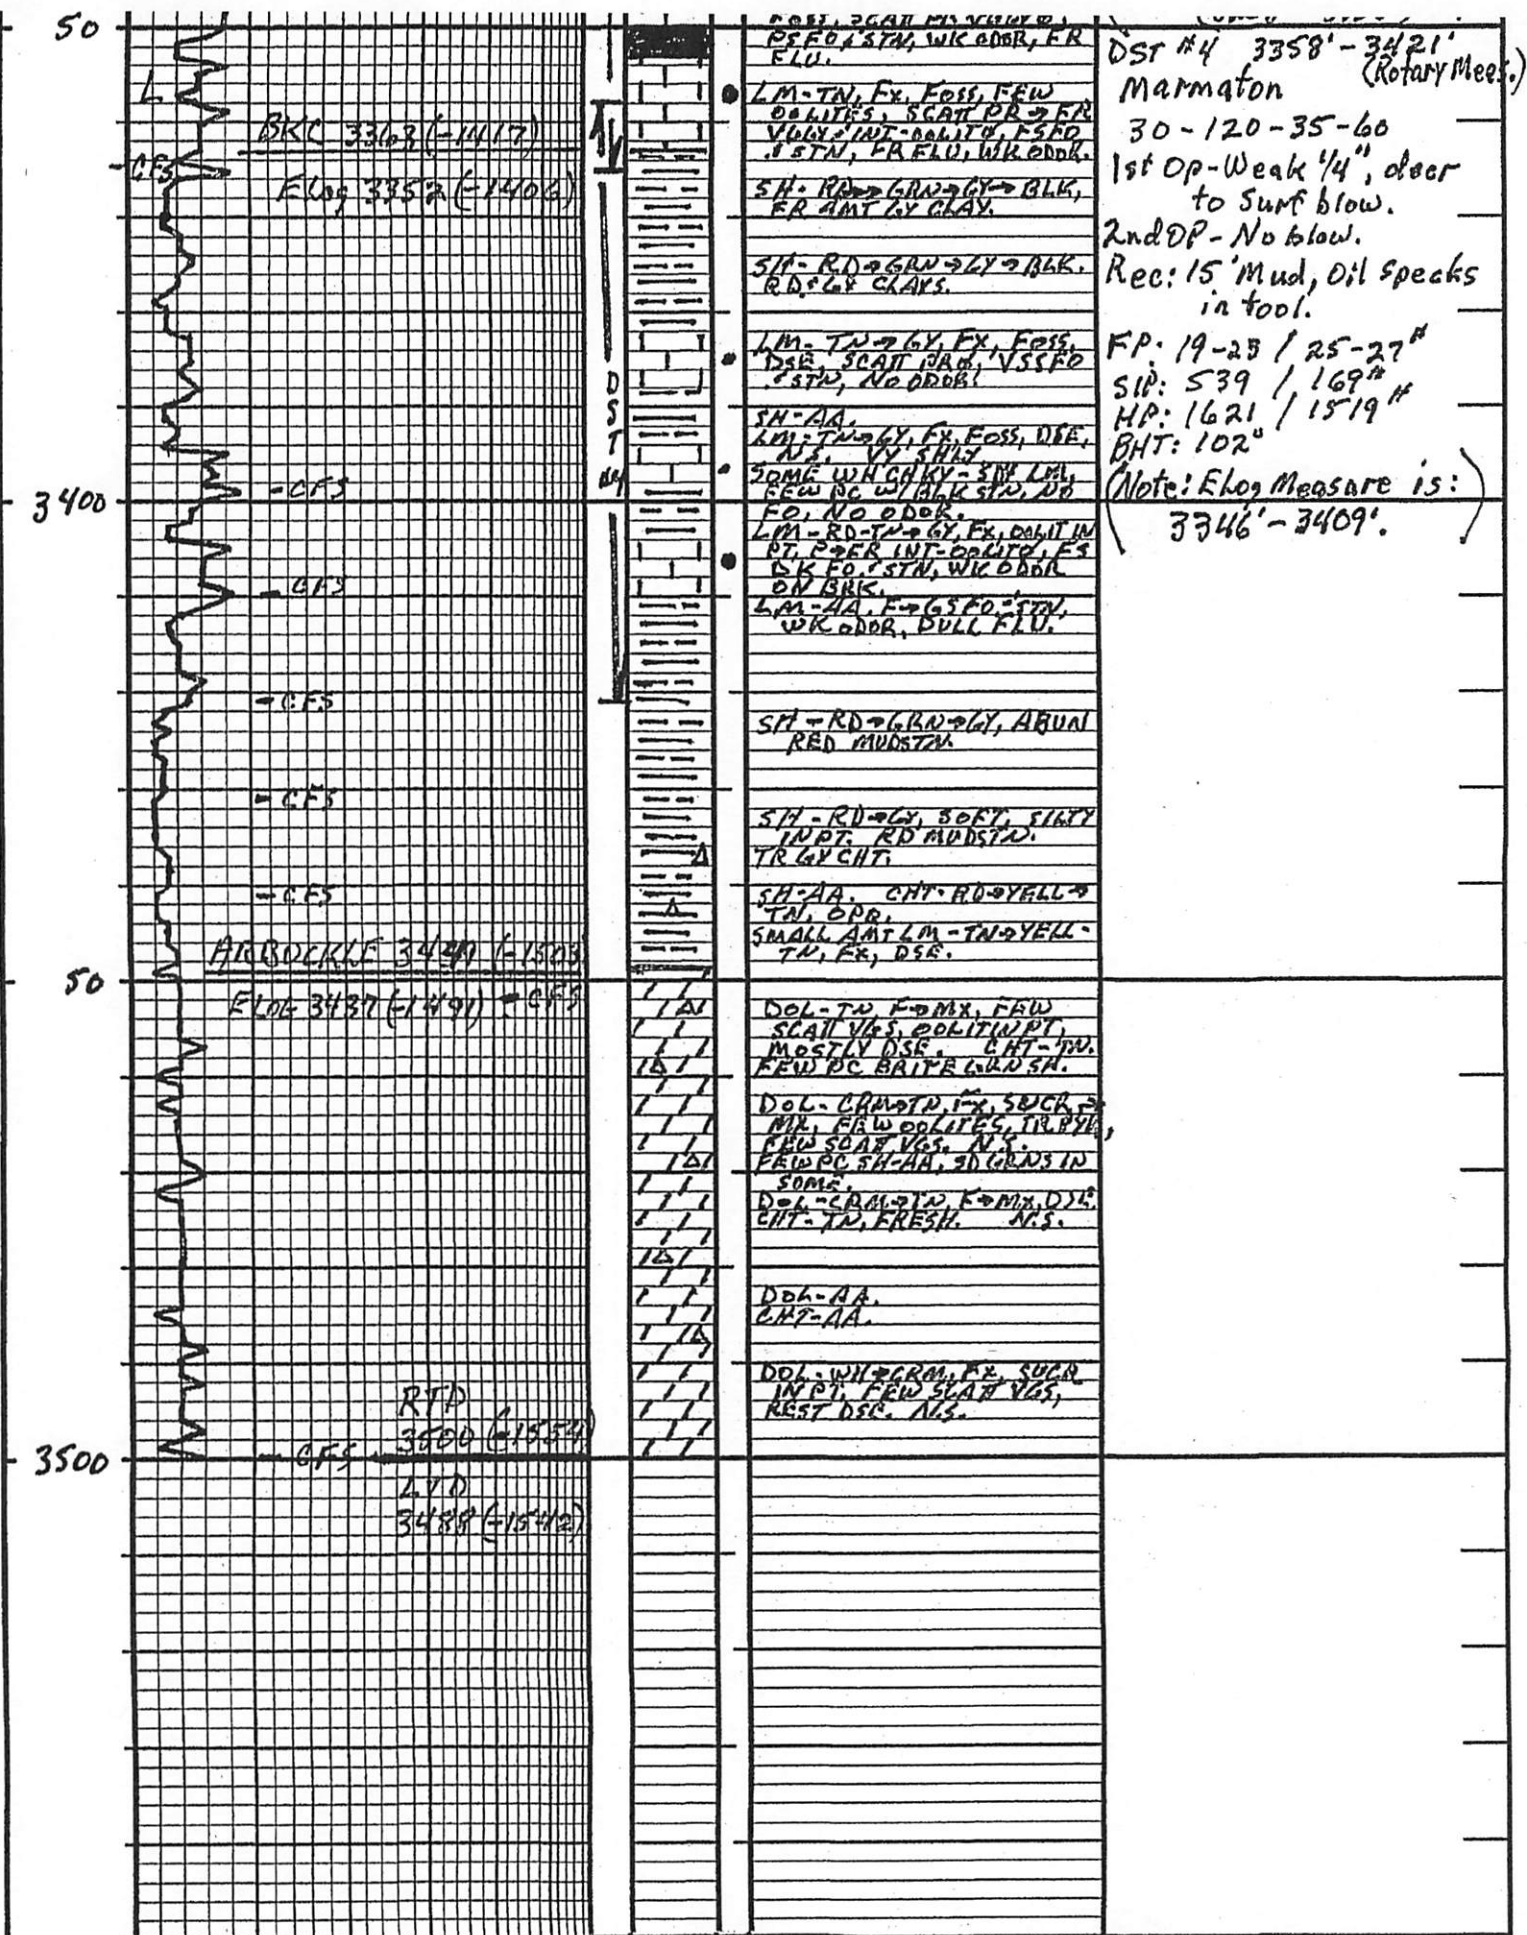 50
L
BKC 3363 (-1417)
CFS
ELog 3352 (-1406)
- CFS
3400
- CFS
- CFS
- CFS
- CFS
ARBUCKLE 3449 (-1503
50
ELOG 3437 (-1491) - CFS
RTD
3500 (-1554)
3500
- CFS
LTD
3488 (-1542)
DST #4
PSFO & STN, WK ODOR, FR
FLU.
LM-TN, FX, FOSS, FEW
OOLITES, SCATT PR→FR
VUGY & INT-OOLITΦ, FSFO
& STN, FR FLU, WK ODOR.
SH-RD→GRN→GY→BLK,
FR AMT GY CLAY.
SH-RD→GRN→GY→BLK.
RD & GY CLAYS.
LM-TN→GY, FX, FOSS,
DSE, SCATT PRΦ, VSSFO
& STN, NO ODOR.
SH-AA.
LM-TN→GY, FX, FOSS, DSE,
N.S. VY SHLY.
SOME WH CHKY- LM,
FEW PC W/BLK STN, NO
FO, NO ODOR.
LM-RD-TN→GY, FX, OOLIT IN
PT, P→FR INT-OOLITΦ, FS
DK FO & STN, WK ODOR
ON BRK.
LM-AA, F→GSFO-STN,
WK ODOR, DULL FLU.
SH-RD→GRN→GY, ABUN
RED MUDSTN.
SH-RD→GY, SOFT, SILTY
IN PT. RD MUDSTN.
TR GY CHT.
SH-AA. CHT-RD→YELL→
TN, OPQ.
SMALL AMT LM-TN→YELL-
TN, FX, DSE.
DOL-TN, F→MX, FEW
SCATT VGS, OOLIT IN PT,
MOSTLY DSE. CHT-TN.
FEW PC BRITE GRN SH.
DOL-CRM→TN, FX, SUCR→
MX, FEW OOLITES, TR PYR,
FEW SCATT VGS, N.S.
FEW PC SH-AA, SD GRNS IN
SOME.
DOL-CRM→TN, F→MX, DSE.
CHT-TN, FRESH. N.S.
DOL-AA.
CHT-AA.
DOL-WH→CRM, FX, SUCR
IN PT, FEW SCATT VGS,
REST DSE. N.S.
DST #4 3358'-3421'
(Rotary Meas.)
Marmaton
30-120-35-60
1st Op-Weak 1/4", decr
to Surf blow.
2nd OP-No blow.
Rec: 15' Mud, Oil specks
in tool.
FP: 19-23 / 25-27#
SIP: 539 / 169#
HP: 1621 / 1519#
BHT: 102°
(Note: ELog Measure is:
3346'-3409'.)